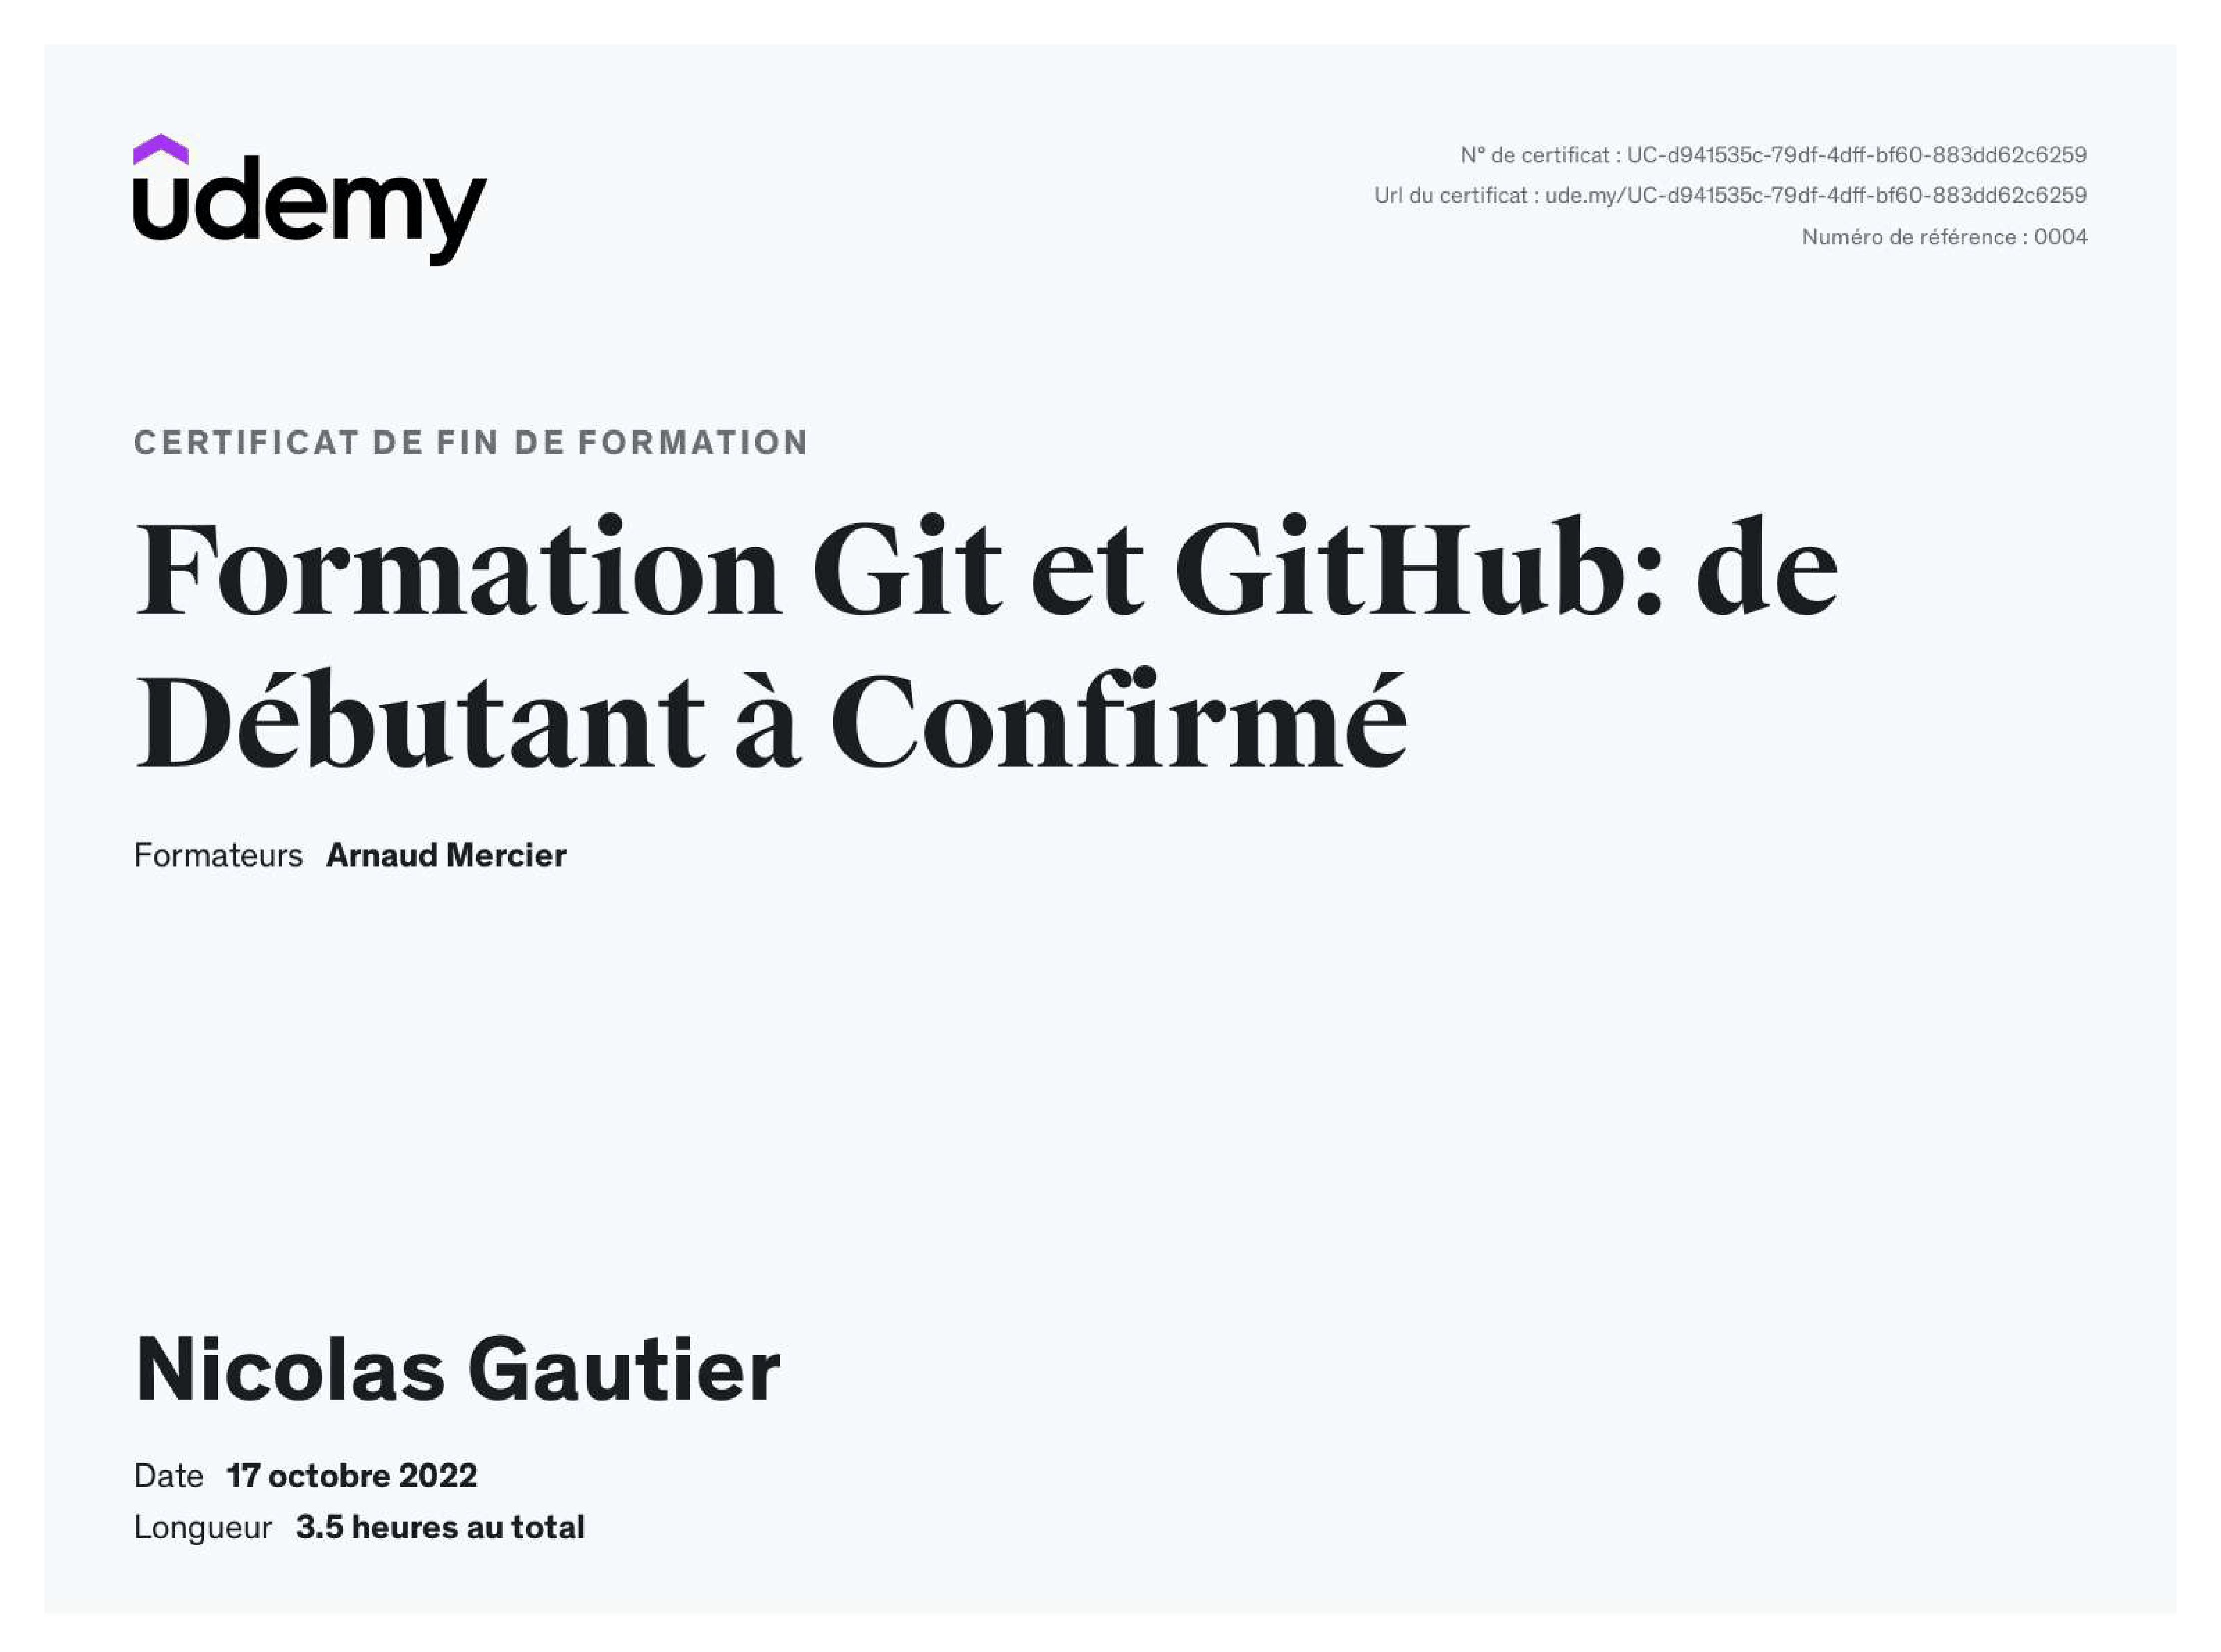 udemy
N° de certificat : UC-d941535c-79df-4dff-bf60-883dd62c6259
Url du certificat : ude.my/UC-d941535c-79df-4dff-bf60-883dd62c6259
Numéro de référence : 0004
CERTIFICAT DE FIN DE FORMATION
Formation Git et GitHub: de
Débutant à Confirmé
Formateurs Arnaud Mercier
Nicolas Gautier
Date 17 octobre 2022
Longueur 3.5 heures au total